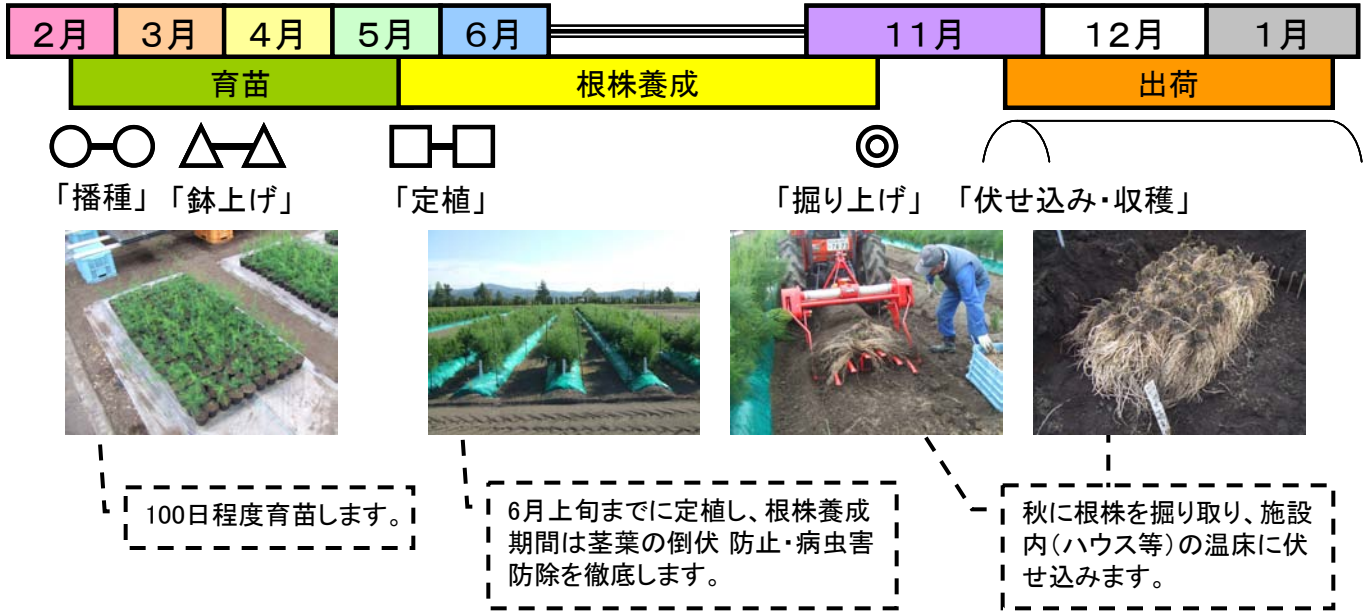 2月 3月 4月 5月 6月 11月 12月 1月
育苗 根株養成 出荷
「播種」 「鉢上げ」 「定植」 「掘り上げ」 「伏せ込み・収穫」
100日程度育苗します。
6月上旬までに定植し、根株養成
期間は茎葉の倒伏 防止・病虫害
防除を徹底します。
秋に根株を掘り取り、施設
内（ハウス等）の温床に伏
せ込みます。